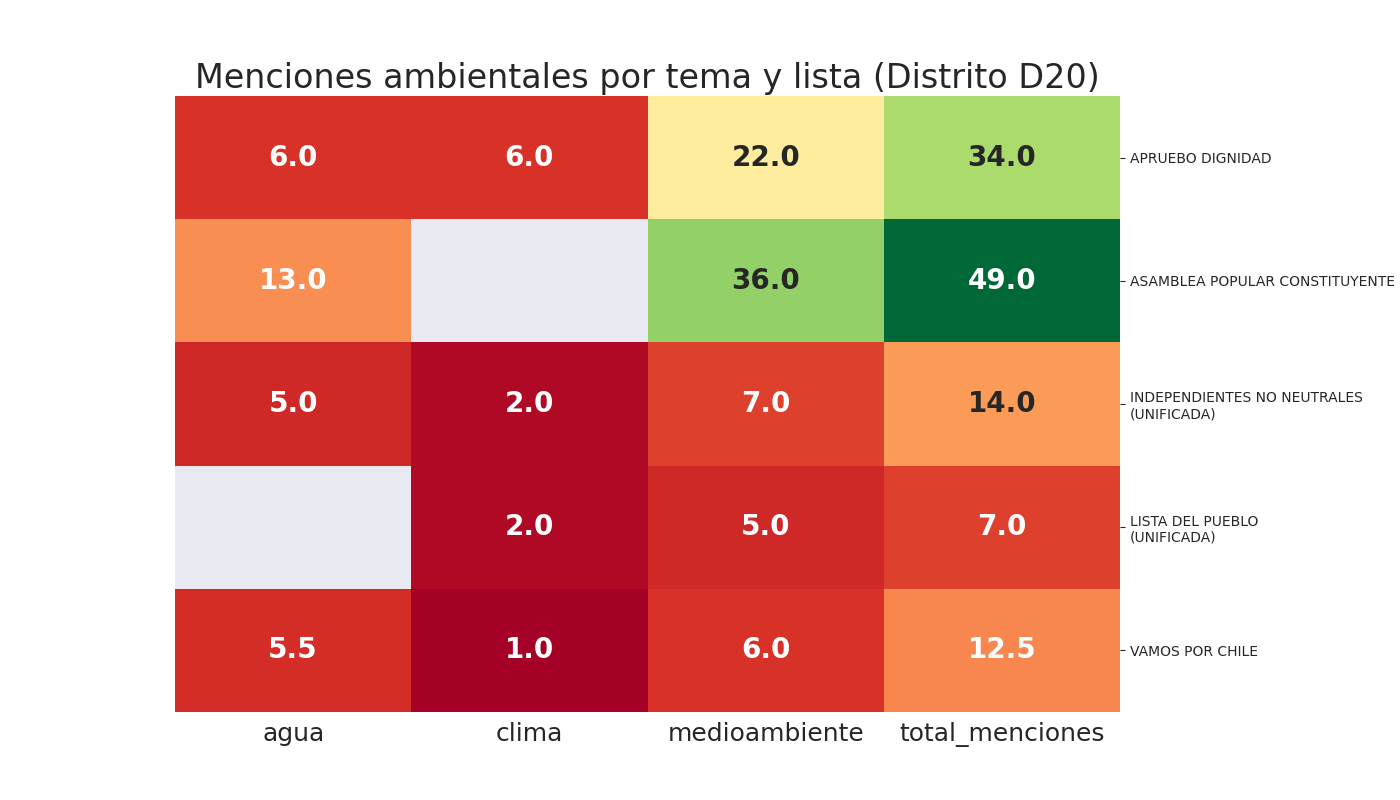 Menciones ambientales por tema y lista (Distrito D20)
6.0 6.0 22.0 34.0 APRUEBO DIGNIDAD
13.0 36.0 49.0 ASAMBLEA POPULAR CONSTITUYENTE
5.0 2.0 7.0 14.0 INDEPENDIENTES NO NEUTRALES
(UNIFICADA)
2.0 5.0 7.0 LISTA DEL PUEBLO
(UNIFICADA)
5.5 1.0 6.0 12.5 VAMOS POR CHILE
agua clima medioambiente total_menciones